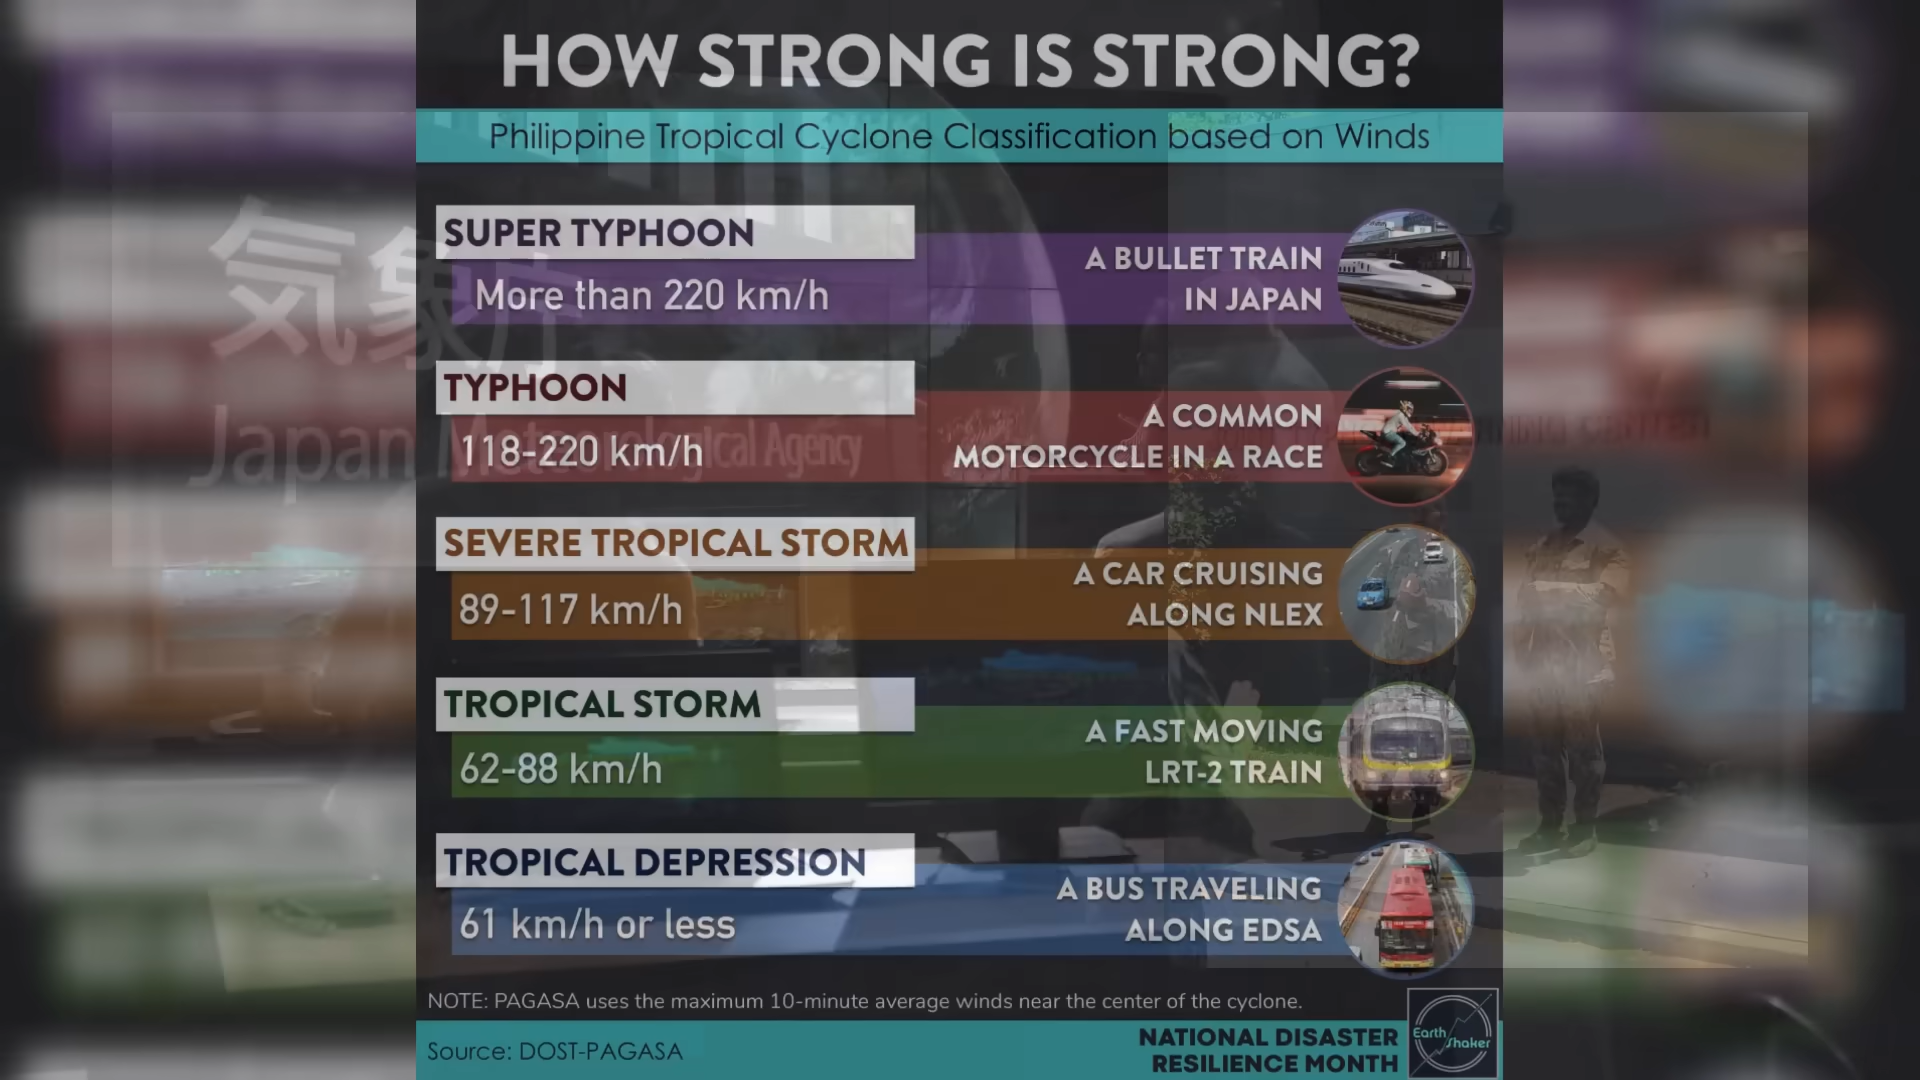 HOW STRONG IS STRONG?
Philippine Tropical Cyclone Classification based on Winds
SUPER TYPHOON
More than 220 km/h
A BULLET TRAIN
IN JAPAN
気象庁
TYPHOON
118-220 km/h
A COMMON
MOTORCYCLE IN A RACE
Japan Meteorological Agency
SEVERE TROPICAL STORM
89-117 km/h
A CAR CRUISING
ALONG NLEX
TROPICAL STORM
62-88 km/h
A FAST MOVING
LRT-2 TRAIN
TROPICAL DEPRESSION
61 km/h or less
A BUS TRAVELING
ALONG EDSA
NOTE: PAGASA uses the maximum 10-minute average winds near the center of the cyclone.
Source: DOST-PAGASA
NATIONAL DISASTER
RESILIENCE MONTH
Earth
Shaker